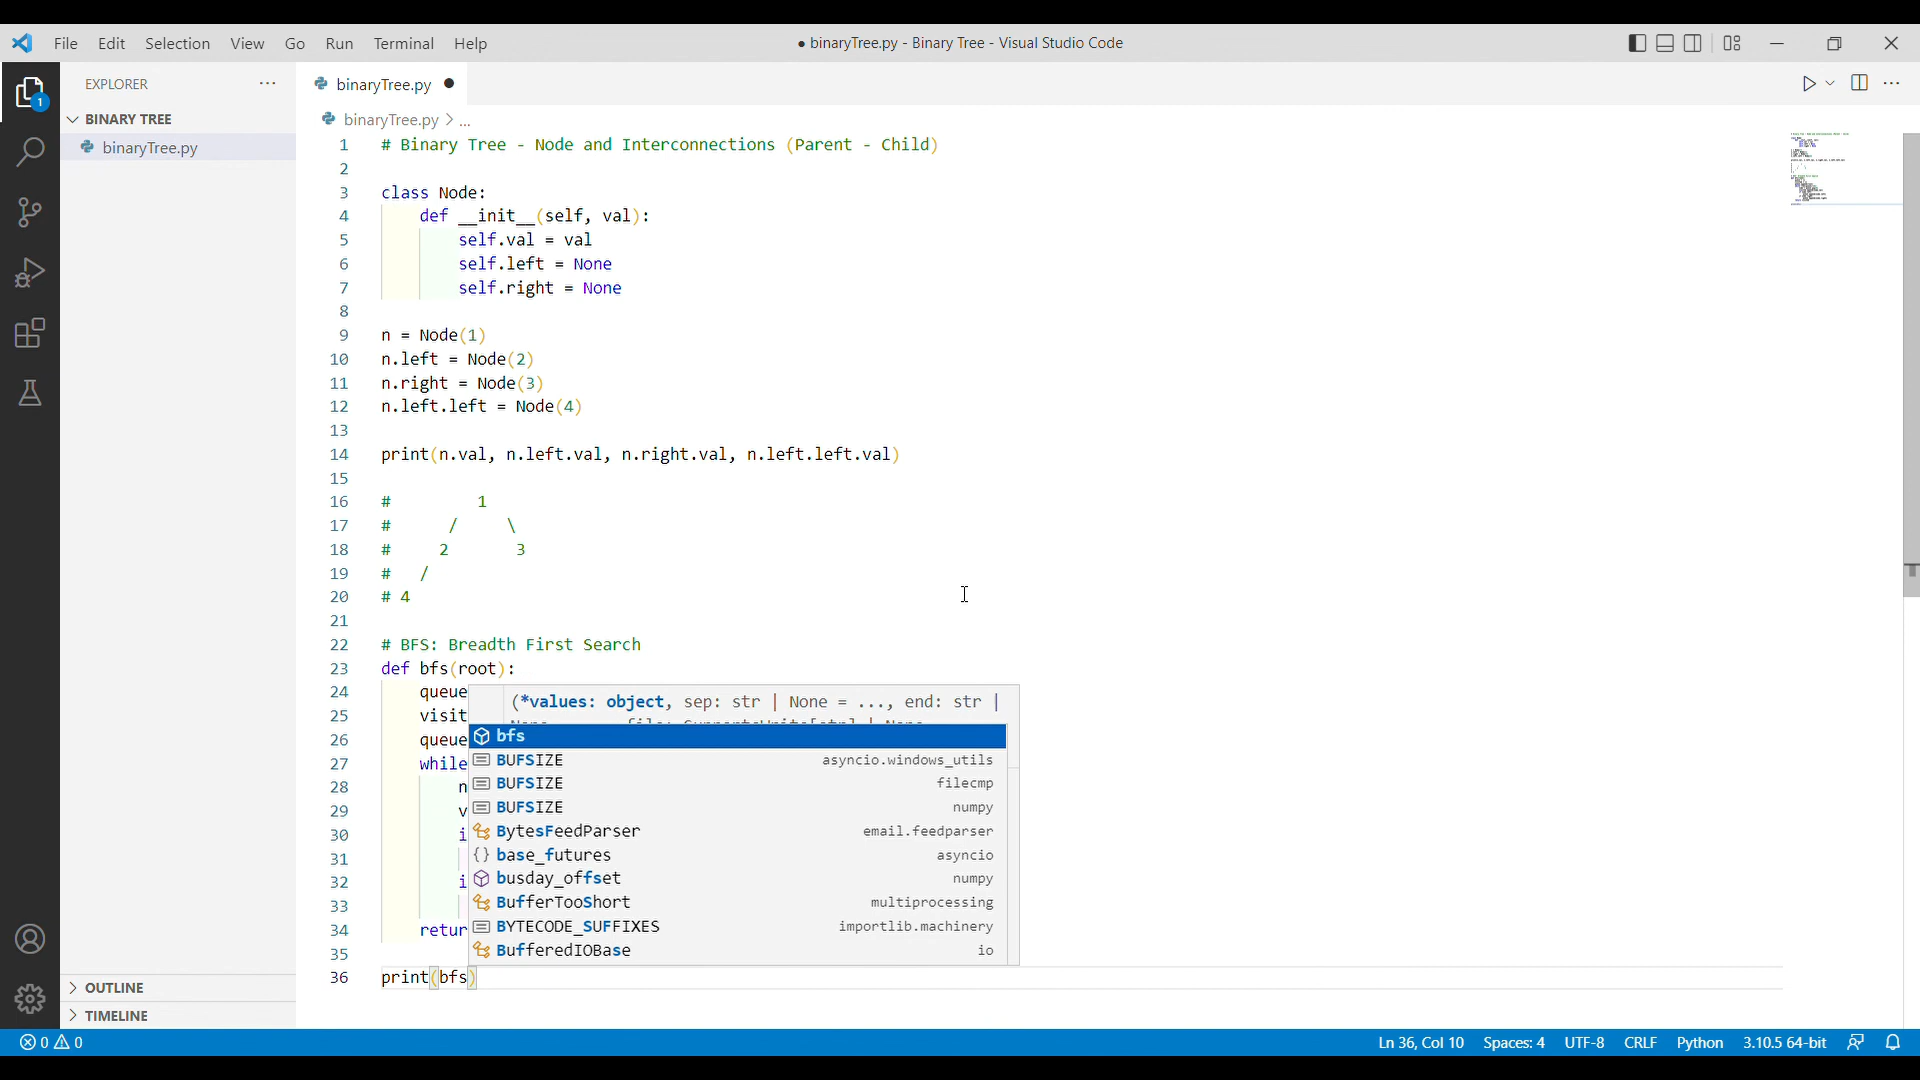 File Edit Selection View Go Run Terminal Help
● binaryTree.py - Binary Tree - Visual Studio Code
EXPLORER
1
BINARY TREE
binaryTree.py
OUTLINE
TIMELINE
binaryTree.py ●
binaryTree.py > ...
1 # Binary Tree - Node and Interconnections (Parent - Child)
2
3 class Node:
4 def __init__(self, val):
5 self.val = val
6 self.left = None
7 self.right = None
8
9 n = Node(1)
10 n.left = Node(2)
11 n.right = Node(3)
12 n.left.left = Node(4)
13
14 print(n.val, n.left.val, n.right.val, n.left.left.val)
15
16 # 1
17 # / \
18 # 2 3
19 # /
20 # 4
21
22 # BFS: Breadth First Search
23 def bfs(root):
24 queue
25 visit
26 queue
27 while
28 n
29 v
30 i
31
32 i
33
34 retur
35
36 print(bfs)
(*values: object, sep: str | None = ..., end: str |
bfs
BUFSIZE asyncio.windows_utils
BUFSIZE filecmp
BUFSIZE numpy
BytesFeedParser email.feedparser
base_futures asyncio
busday_offset numpy
BufferTooShort multiprocessing
BYTECODE_SUFFIXES importlib.machinery
BufferedIOBase io
0 0
Ln 36, Col 10 Spaces: 4 UTF-8 CRLF Python 3.10.5 64-bit